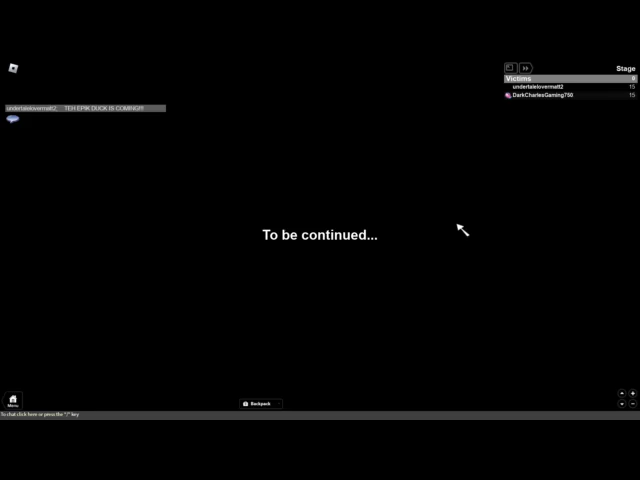 Stage
Victims 6
undertalelovermatt2 15
DarkCharlesGaming750 15
undertalelovermatt2: TEH EPIK DUCK IS COMING!!!
To be continued...
Menu
Backpack
To chat click here or press the "/" key